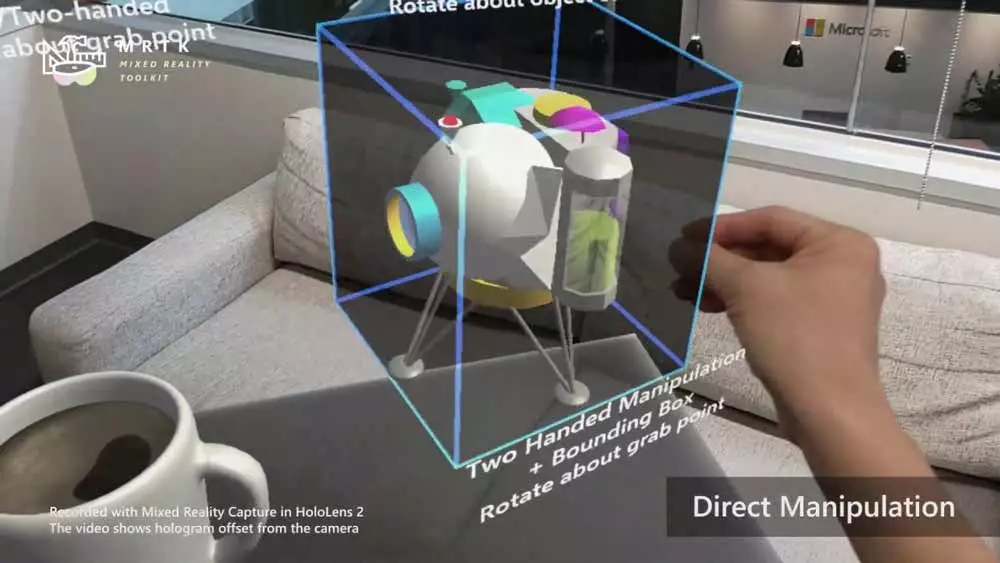 /Two-handed
about grab point
Rotate about object
MRTK
MIXED REALITY
TOOLKIT
Microsoft
Two Handed Manipulation
+ Bounding Box
Rotate about grab point
Direct Manipulation
Recorded with Mixed Reality Capture in HoloLens 2
The video shows hologram offset from the camera